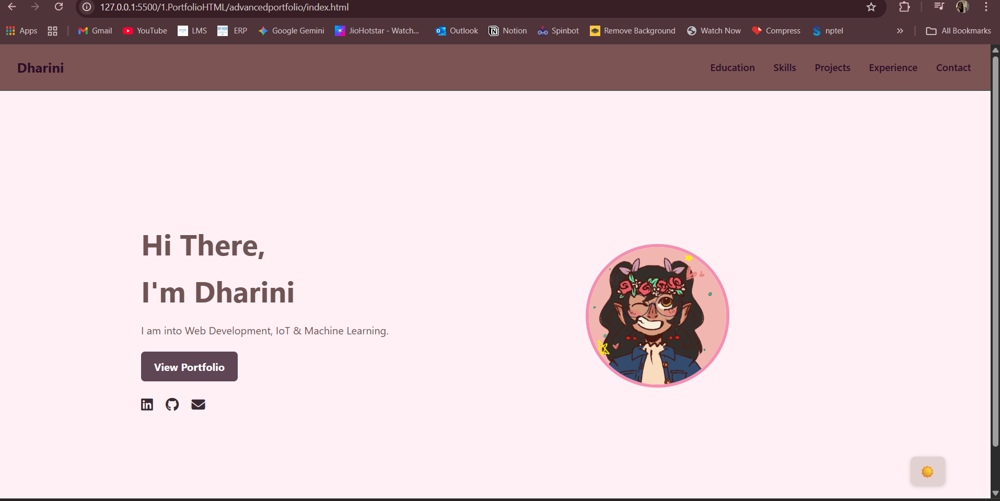 127.0.0.1:5500/1.PortfolioHTML/advancedportfolio/index.html
Apps Gmail YouTube LMS ERP Google Gemini JioHotstar - Watch... Outlook Notion Spinbot Remove Background Watch Now Compress nptel » All Bookmarks
Dharini Education Skills Projects Experience Contact
Hi There,
I'm Dharini
I am into Web Development, IoT & Machine Learning.
View Portfolio
in